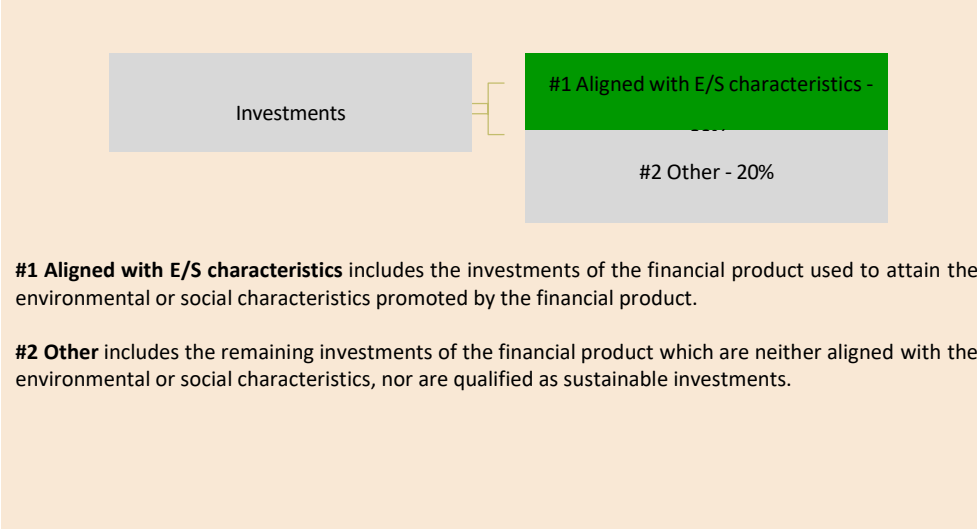 Investments
#1 Aligned with E/S characteristics -
#2 Other - 20%
#1 Aligned with E/S characteristics includes the investments of the financial product used to attain the
environmental or social characteristics promoted by the financial product.
#2 Other includes the remaining investments of the financial product which are neither aligned with the
environmental or social characteristics, nor are qualified as sustainable investments.